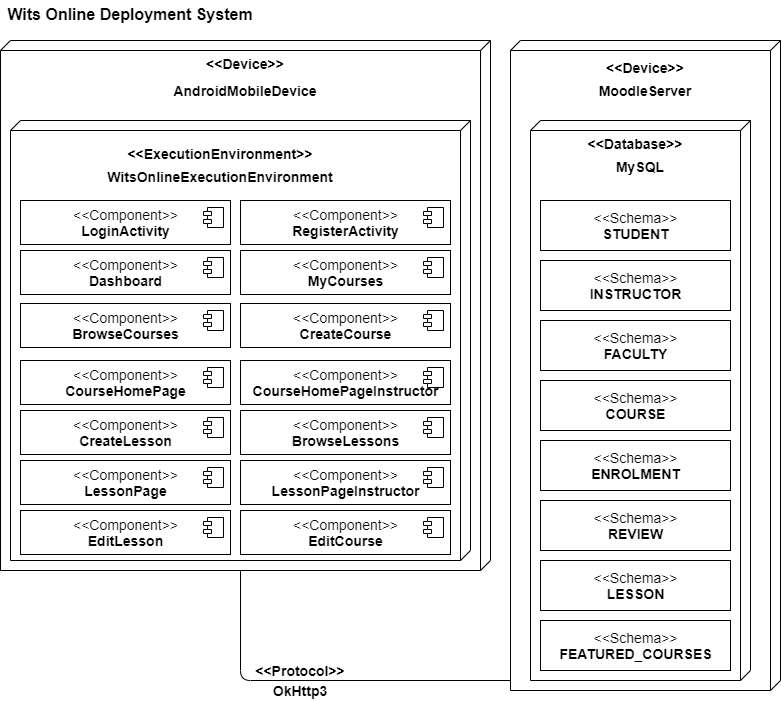 Wits Online Deployment System
<<Device>>
AndroidMobileDevice
<<ExecutionEnvironment>>
WitsOnlineExecutionEnvironment
<<Component>>
LoginActivity
<<Component>>
RegisterActivity
<<Component>>
Dashboard
<<Component>>
MyCourses
<<Component>>
BrowseCourses
<<Component>>
CreateCourse
<<Component>>
CourseHomePage
<<Component>>
CourseHomePageInstructor
<<Component>>
CreateLesson
<<Component>>
BrowseLessons
<<Component>>
LessonPage
<<Component>>
LessonPageInstructor
<<Component>>
EditLesson
<<Component>>
EditCourse
<<Device>>
MoodleServer
<<Database>>
MySQL
<<Schema>>
STUDENT
<<Schema>>
INSTRUCTOR
<<Schema>>
FACULTY
<<Schema>>
COURSE
<<Schema>>
ENROLMENT
<<Schema>>
REVIEW
<<Schema>>
LESSON
<<Schema>>
FEATURED_COURSES
<<Protocol>>
OkHttp3